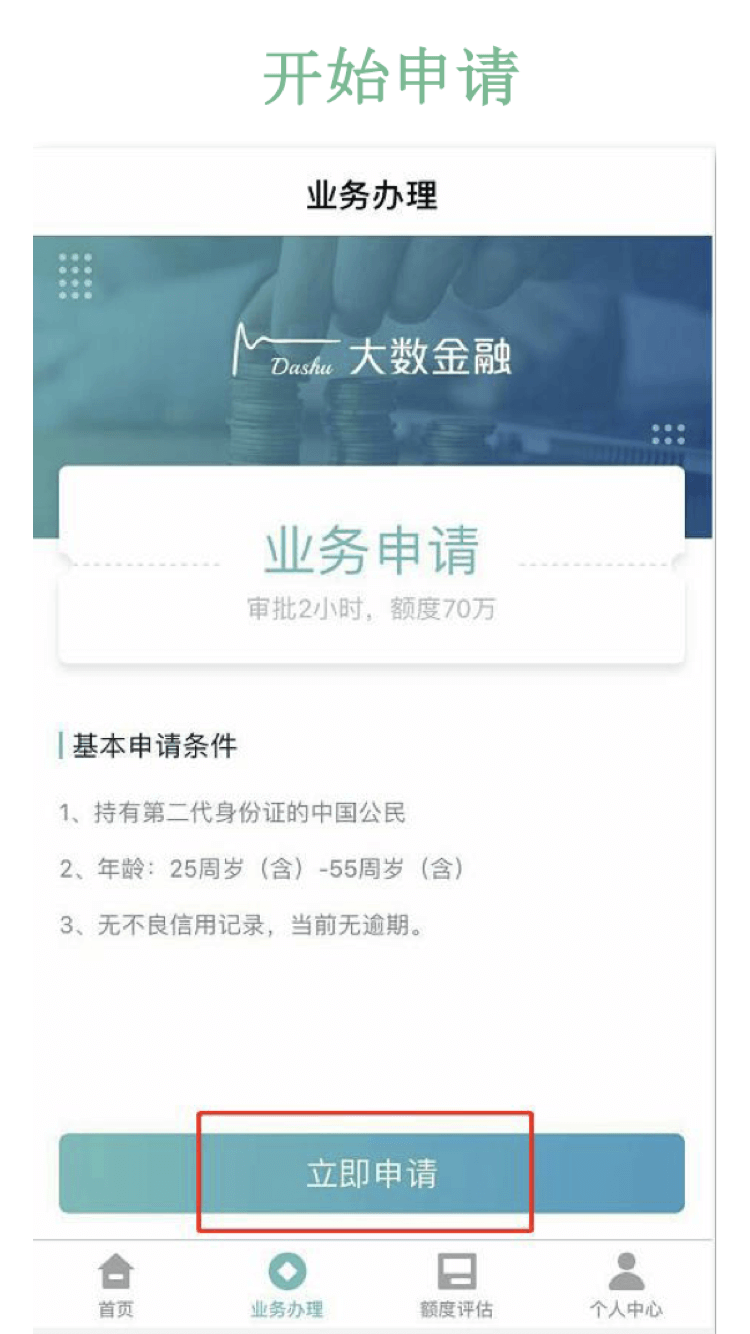 开始申请
业务办理
Dashu 大数金融
业务申请
审批2小时，额度70万
基本申请条件
1、持有第二代身份证的中国公民
2、年龄：25周岁（含）-55周岁（含）
3、无不良信用记录，当前无逾期。
立即申请
首页 业务办理 额度评估 个人中心